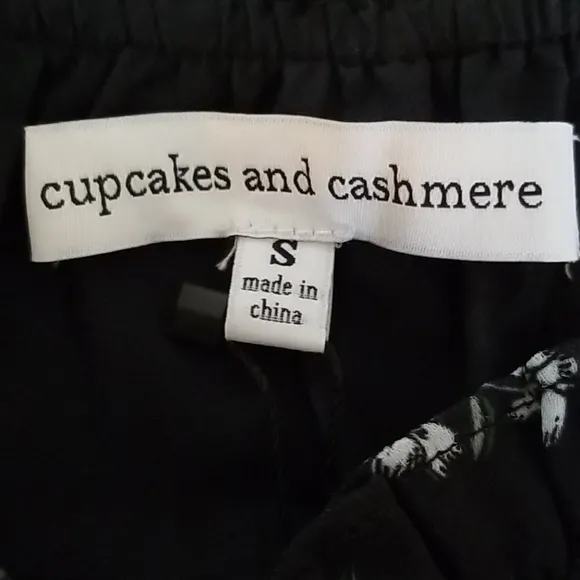 cupcakes and cashmere
S
made in
china